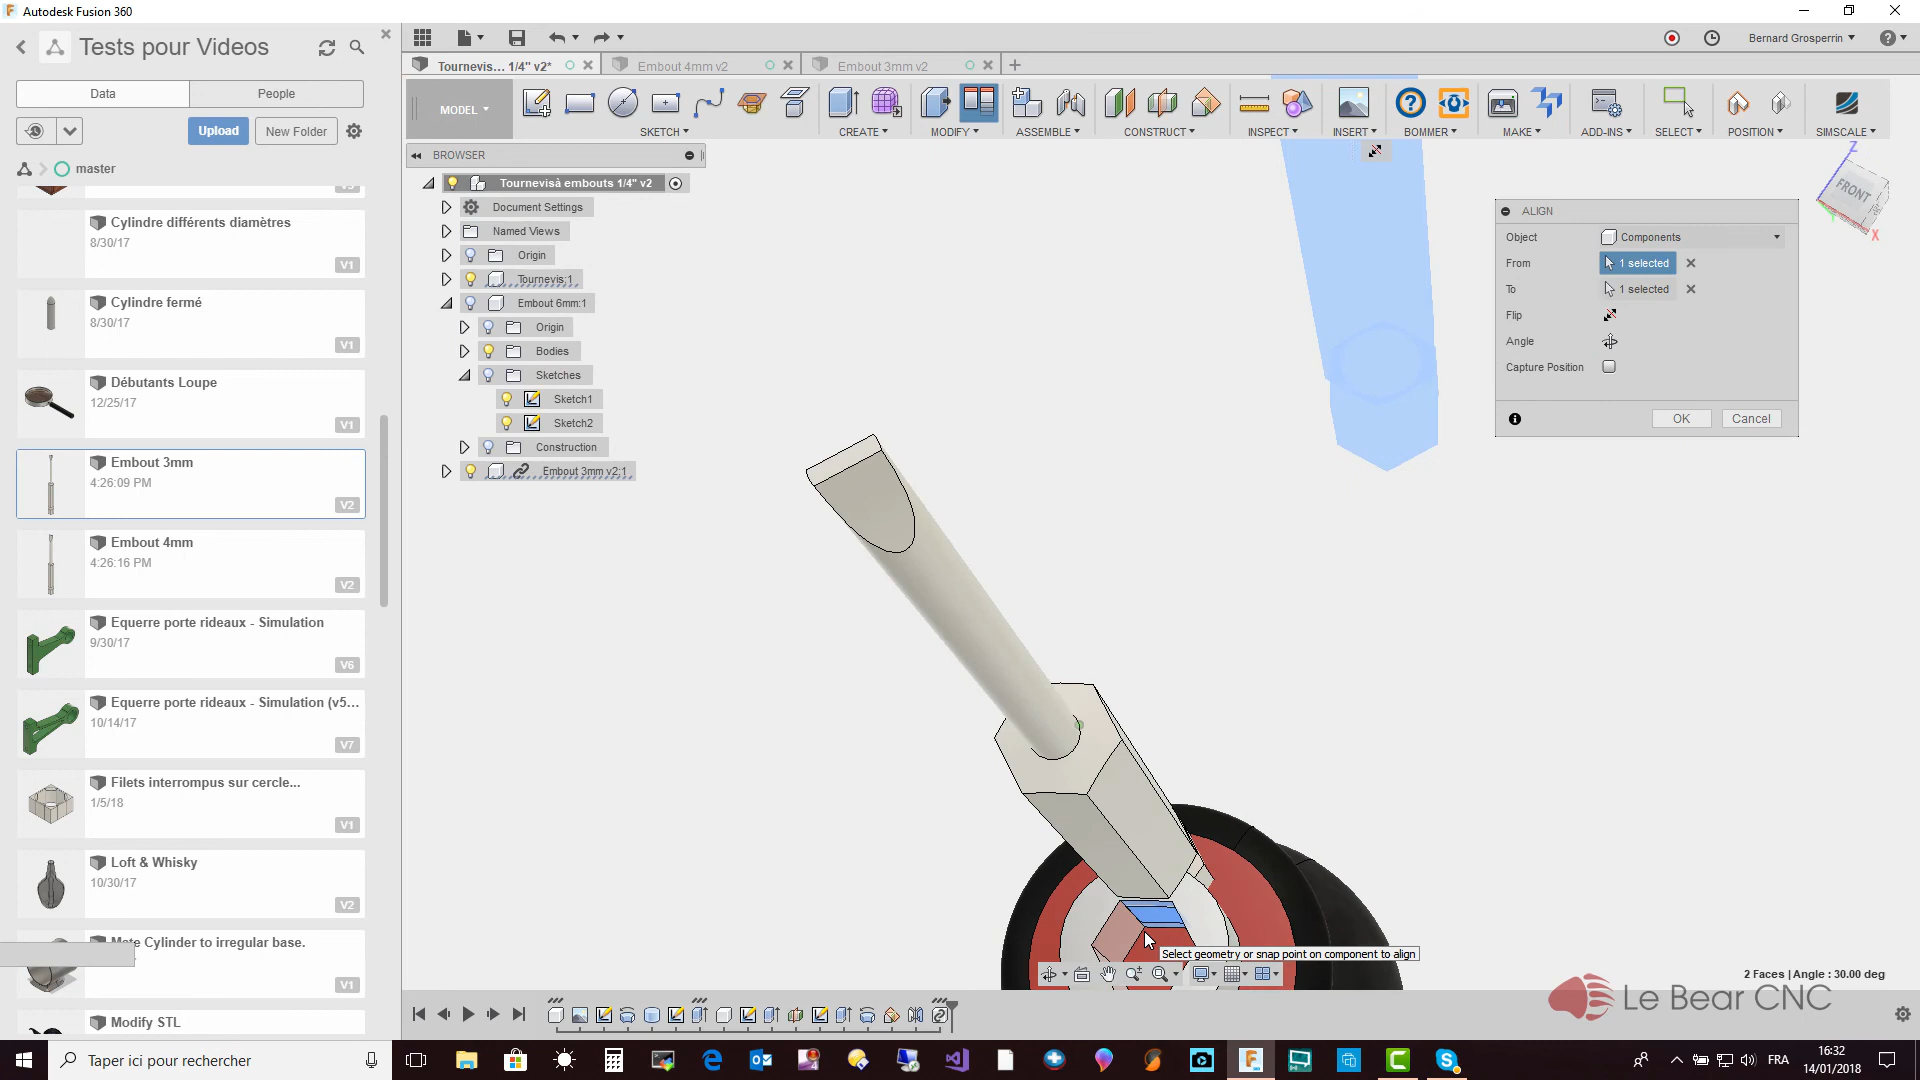 Autodesk Fusion 360
Tests pour Videos
Data
People
Upload
New Folder
master
V3
Cylindre différents diamètres
8/30/17
V1
Cylindre fermé
8/30/17
V1
Débutants Loupe
12/25/17
V1
Embout 3mm
4:26:09 PM
V2
Embout 4mm
4:26:16 PM
V2
Equerre porte rideaux - Simulation
9/30/17
V6
Equerre porte rideaux - Simulation (v5...
10/14/17
V7
Filets interrompus sur cercle...
1/5/18
V1
Loft & Whisky
10/30/17
V2
Mate Cylinder to irregular base.
V1
Modify STL
Bernard Grosperrin
Tournevis... 1/4" v2*
Embout 4mm v2
Embout 3mm v2
MODEL
SKETCH
CREATE
MODIFY
ASSEMBLE
CONSTRUCT
INSPECT
INSERT
BOMMER
MAKE
ADD-INS
SELECT
POSITION
SIMSCALE
BROWSER
Tournevisà embouts 1/4" v2
Document Settings
Named Views
Origin
Tournevis:1
Embout 6mm:1
Origin
Bodies
Sketches
Sketch1
Sketch2
Construction
Embout 3mm v2:1
Z
FRONT
X
ALIGN
Object
Components
From
1 selected
To
1 selected
Flip
Angle
Capture Position
OK
Cancel
Select geometry or snap point on component to align
2 Faces | Angle : 30.00 deg
Le Bear CNC
Taper ici pour rechercher
FRA
16:32
14/01/2018